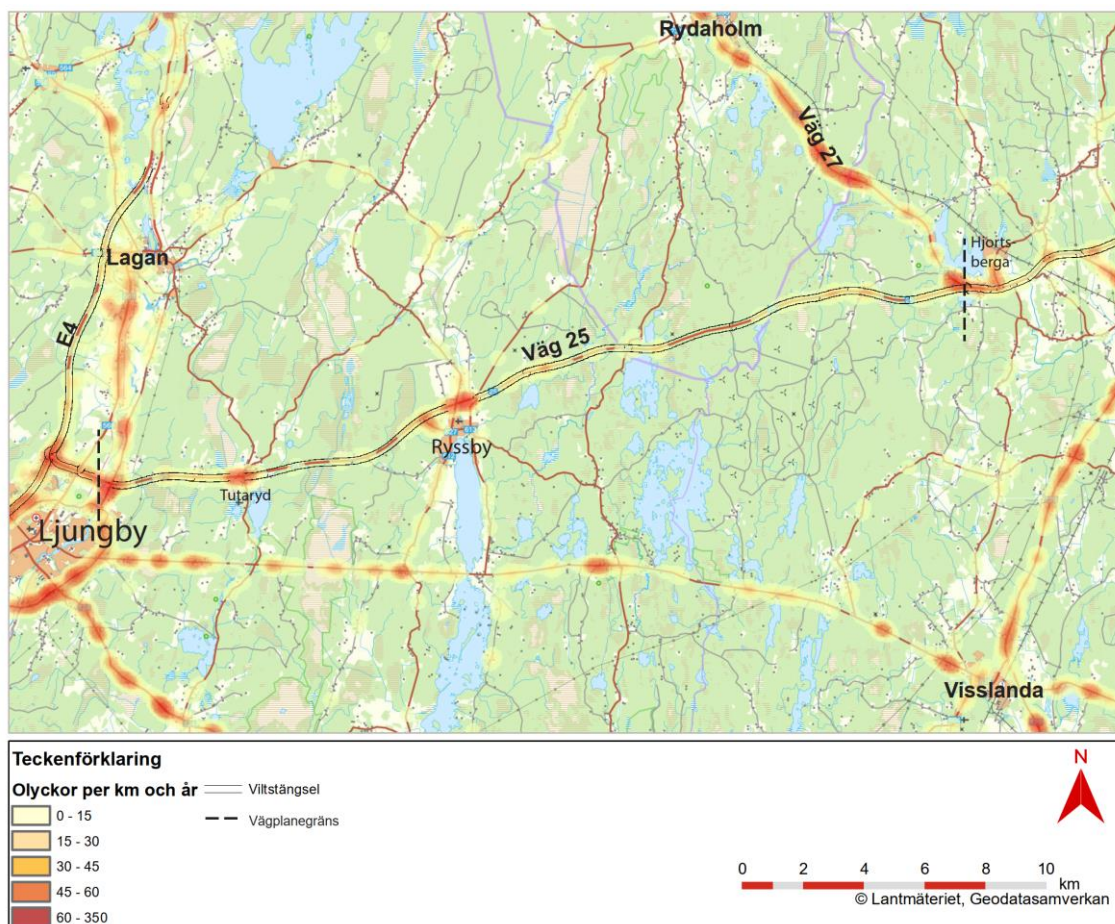 Rydaholm
Väg 27
Lagan
Hjorts-
berga
E4
Väg 25
Ryssby
Tutaryd
Ljungby
Visslanda
Teckenförklaring
Olyckor per km och år
Viltstängsel
0 - 15
Vägplanegräns
15 - 30
30 - 45
45 - 60
60 - 350
N
0 2 4 6 8 10
km
© Lantmäteriet, Geodatasamverkan